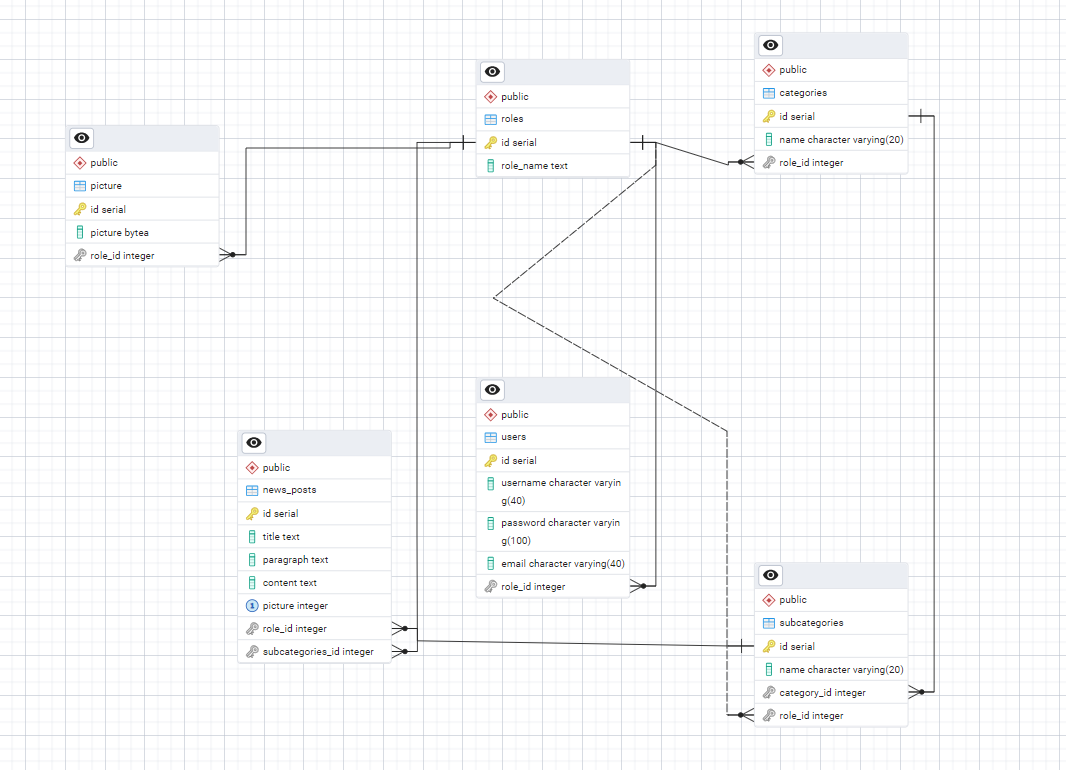 public
picture
id serial
picture bytea
role_id integer
public
roles
id serial
role_name text
public
categories
id serial
name character varying(20)
role_id integer
public
news_posts
id serial
title text
paragraph text
content text
1
picture integer
role_id integer
subcategories_id integer
public
users
id serial
username character varyin
g(40)
password character varyin
g(100)
email character varying(40)
role_id integer
public
subcategories
id serial
name character varying(20)
category_id integer
role_id integer